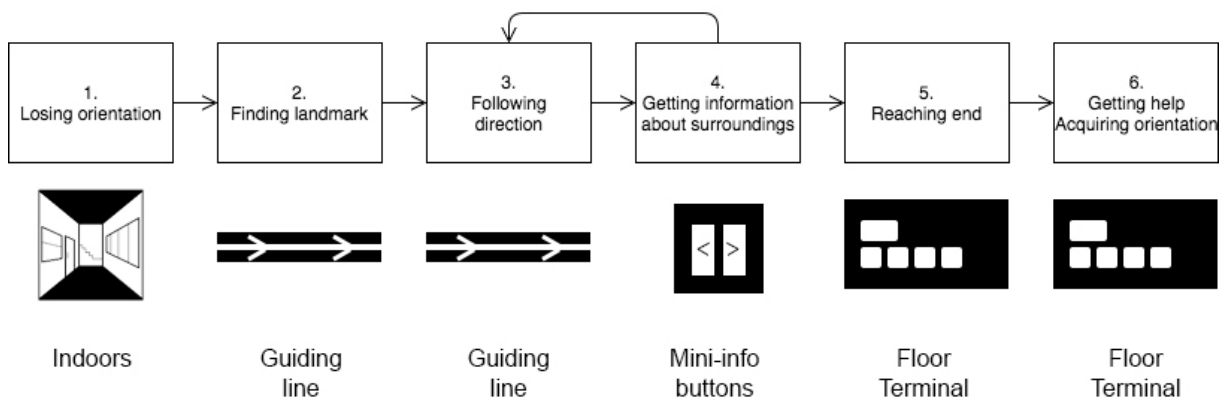 1.
Losing orientation
2.
Finding landmark
3.
Following
direction
4.
Getting information
about surroundings
5.
Reaching end
6.
Getting help
Acquiring orientation
< >
Indoors
Guiding
line
Guiding
line
Mini-info
buttons
Floor
Terminal
Floor
Terminal